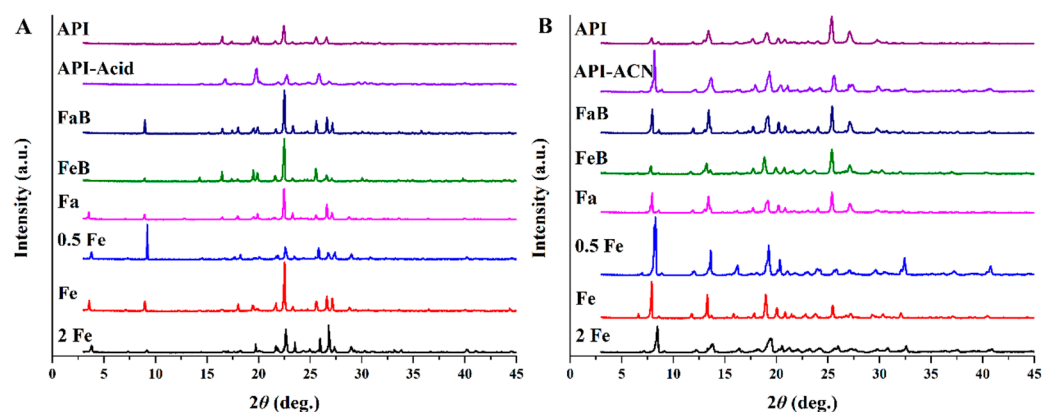 A
API
API-Acid
FaB
FeB
Fa
0.5 Fe
Fe
2 Fe
Intensity (a.u.)
0 5 10 15 20 25 30 35 40 45
2θ (deg.)
B
API
API-ACN
FaB
FeB
Fa
0.5 Fe
Fe
2 Fe
Intensity (a.u.)
0 5 10 15 20 25 30 35 40 45
2θ (deg.)